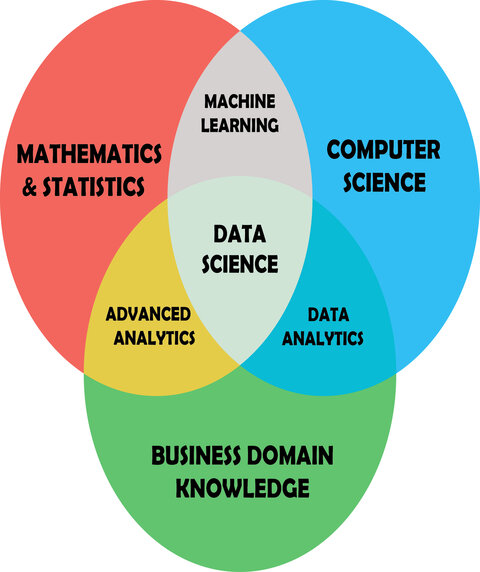 MACHINE
LEARNING
MATHEMATICS
& STATISTICS
COMPUTER
SCIENCE
DATA
SCIENCE
ADVANCED
ANALYTICS
DATA
ANALYTICS
BUSINESS DOMAIN
KNOWLEDGE